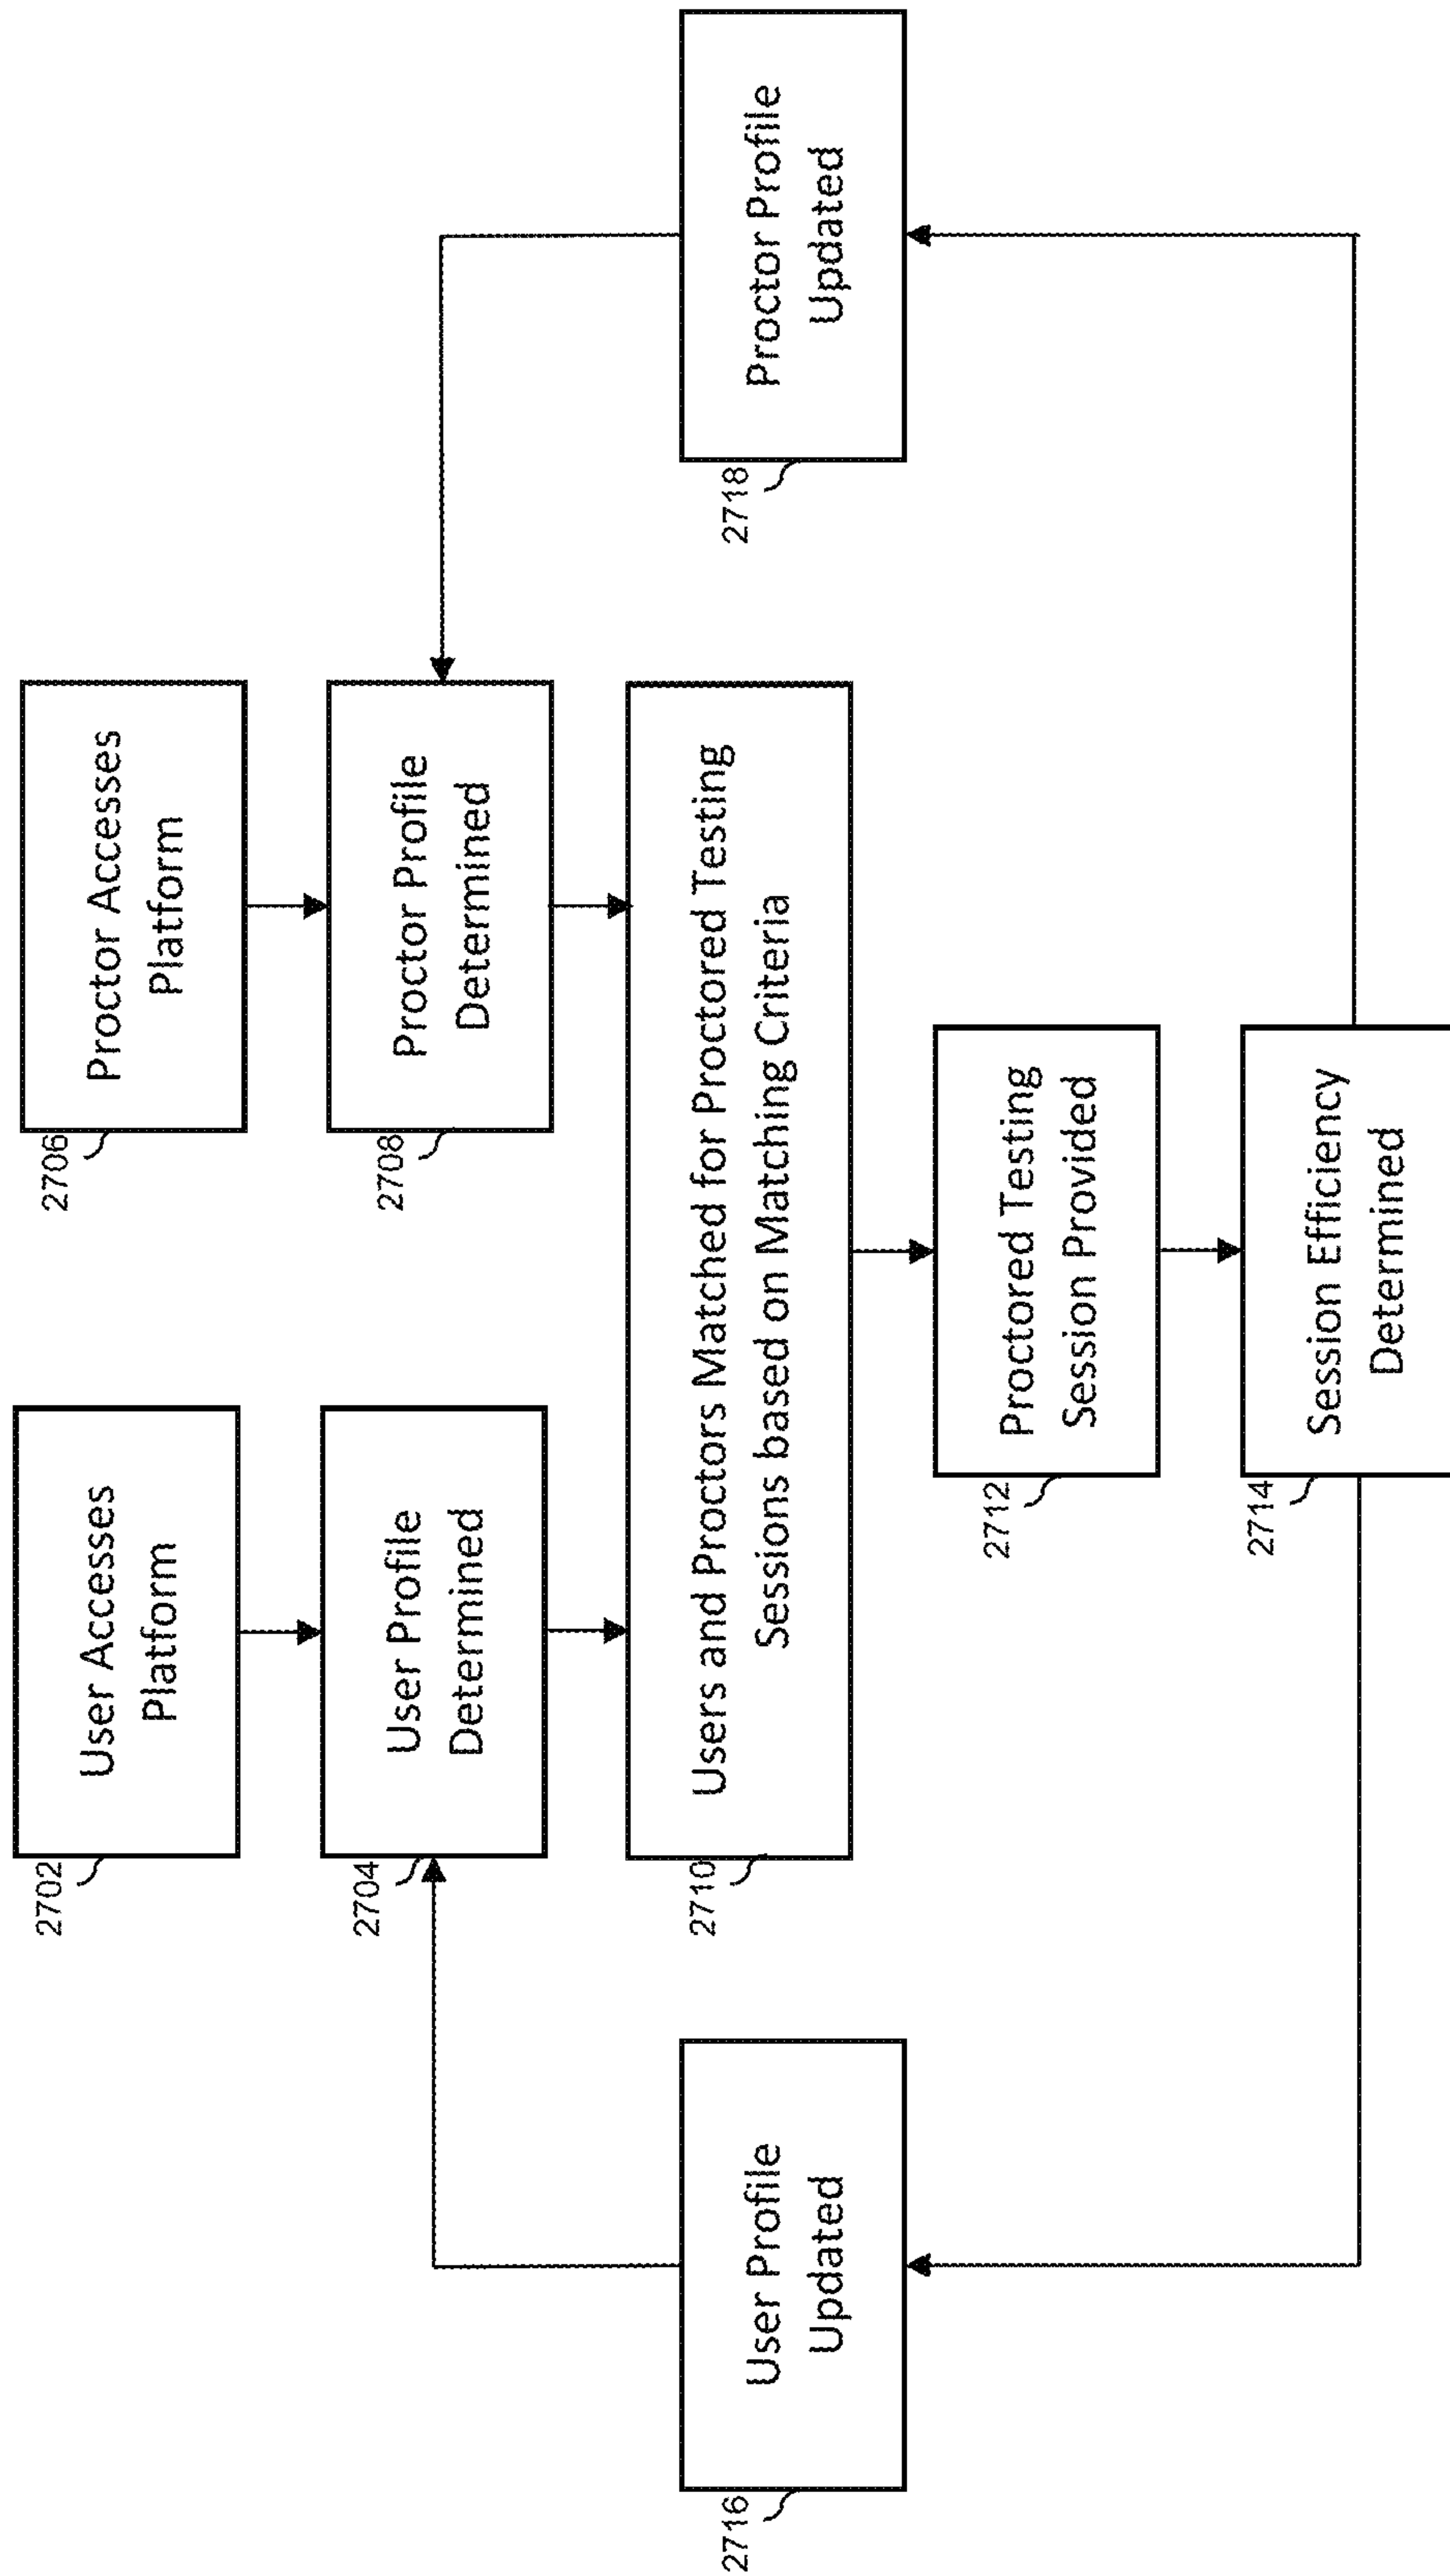 2702
User Accesses
Platform
2706
Proctor Accesses
Platform
2704
User Profile
Determined
2708
Proctor Profile
Determined
2710
Users and Proctors Matched for Proctored Testing
Sessions based on Matching Criteria
2716
User Profile
Updated
2718
Proctor Profile
Updated
2712
Proctored Testing
Session Provided
2714
Session Efficiency
Determined